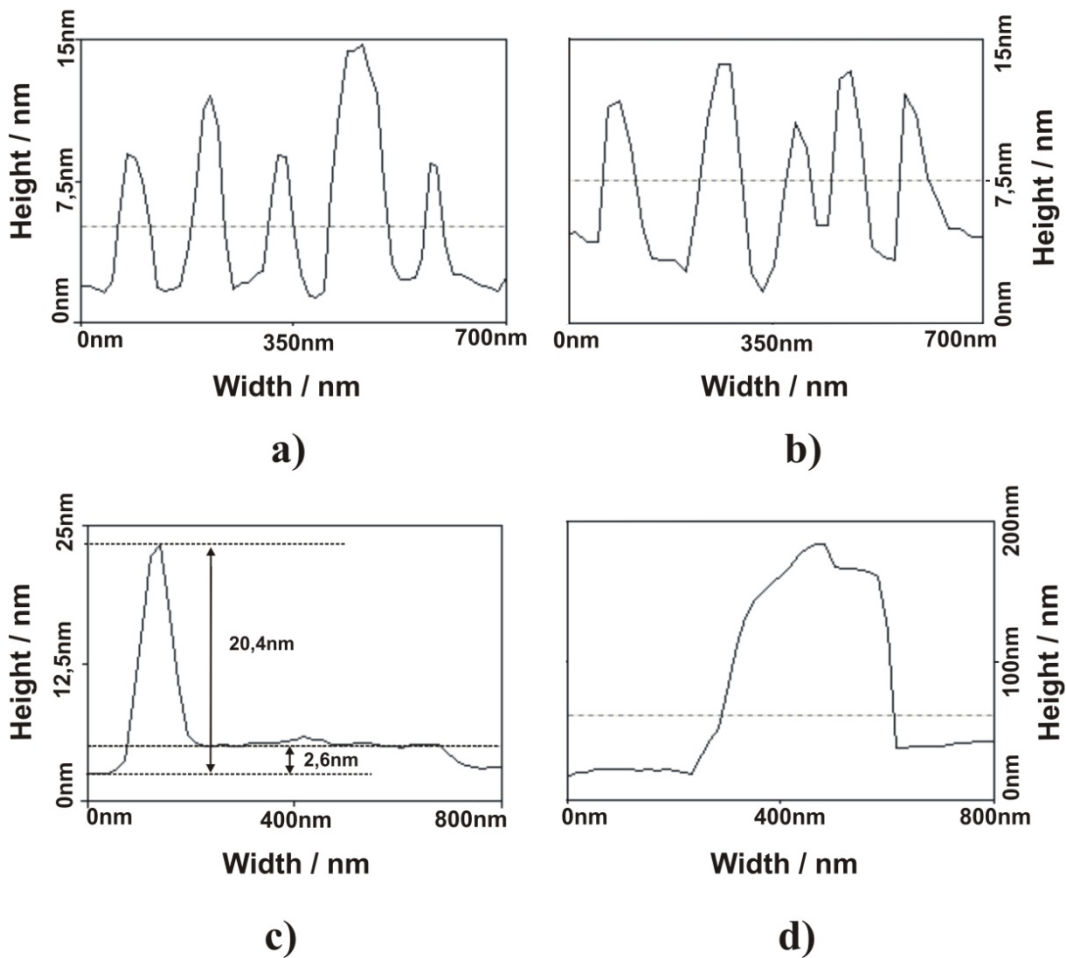 15nm
7,5nm
0nm
Height / nm
0nm
350nm
700nm
Width / nm
a)
15nm
7,5nm
0nm
Height / nm
0nm
350nm
700nm
Width / nm
b)
25nm
12,5nm
0nm
Height / nm
20,4nm
2,6nm
0nm
400nm
800nm
Width / nm
c)
200nm
100nm
0nm
Height / nm
0nm
400nm
800nm
Width / nm
d)